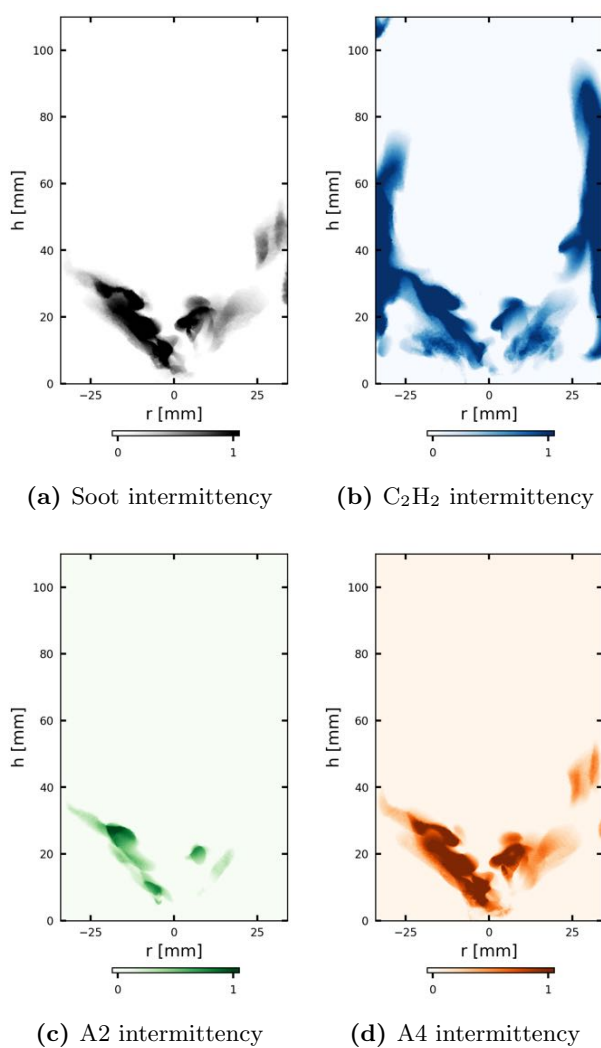 100
80
60
40
20
0
h [mm]
−25 0 25
r [mm]
0 1
(a) Soot intermittency
100
80
60
40
20
0
h [mm]
−25 0 25
r [mm]
0 1
(b) C₂H₂ intermittency
100
80
60
40
20
0
h [mm]
−25 0 25
r [mm]
0 1
(c) A2 intermittency
100
80
60
40
20
0
h [mm]
−25 0 25
r [mm]
0 1
(d) A4 intermittency